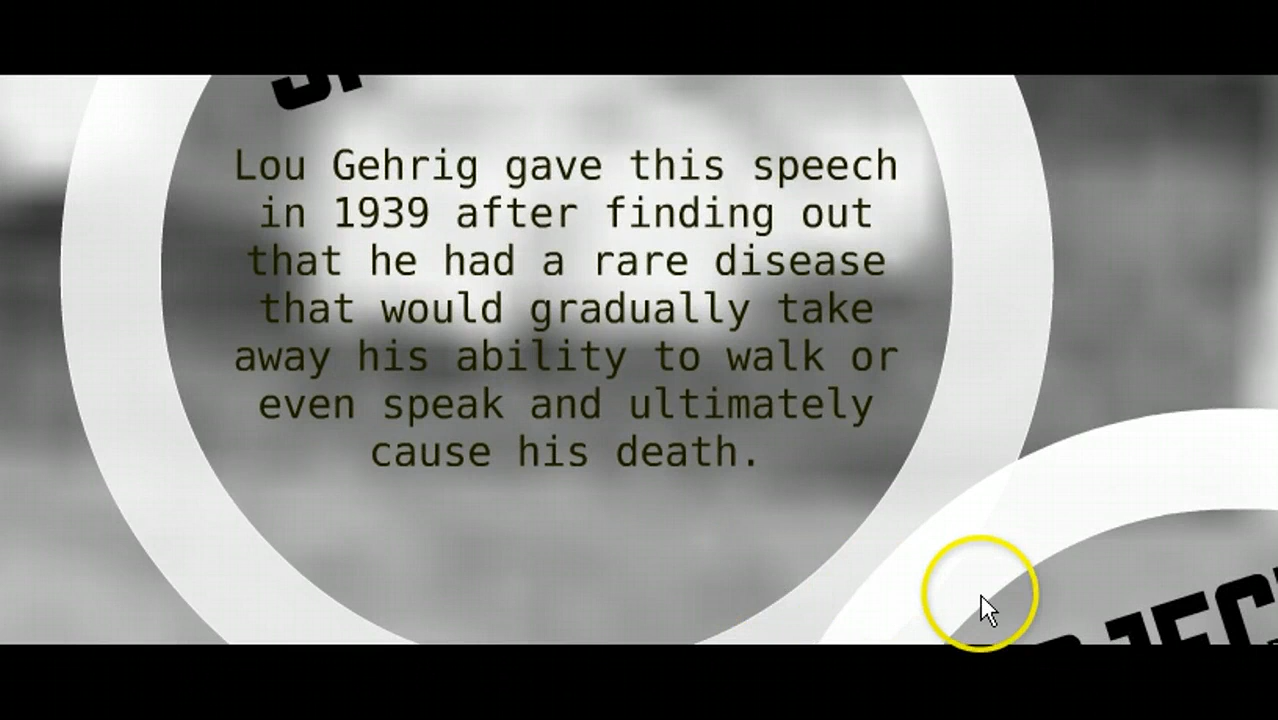 Lou Gehrig gave this speech
in 1939 after finding out
that he had a rare disease
that would gradually take
away his ability to walk or
even speak and ultimately
cause his death.